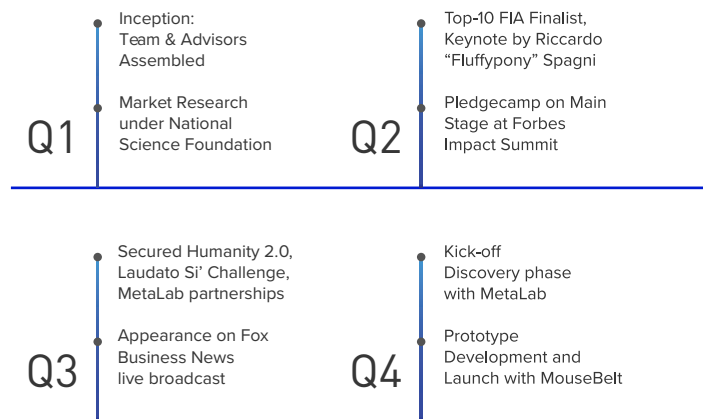 Q1
Inception:
Team & Advisors
Assembled
Market Research
under National
Science Foundation
Q2
Top-10 FIA Finalist,
Keynote by Riccardo
“Fluffypony” Spagni
Pledgecamp on Main
Stage at Forbes
Impact Summit
Q3
Secured Humanity 2.0,
Laudato Si’ Challenge,
MetaLab partnerships
Appearance on Fox
Business News
live broadcast
Q4
Kick-off
Discovery phase
with MetaLab
Prototype
Development and
Launch with MouseBelt